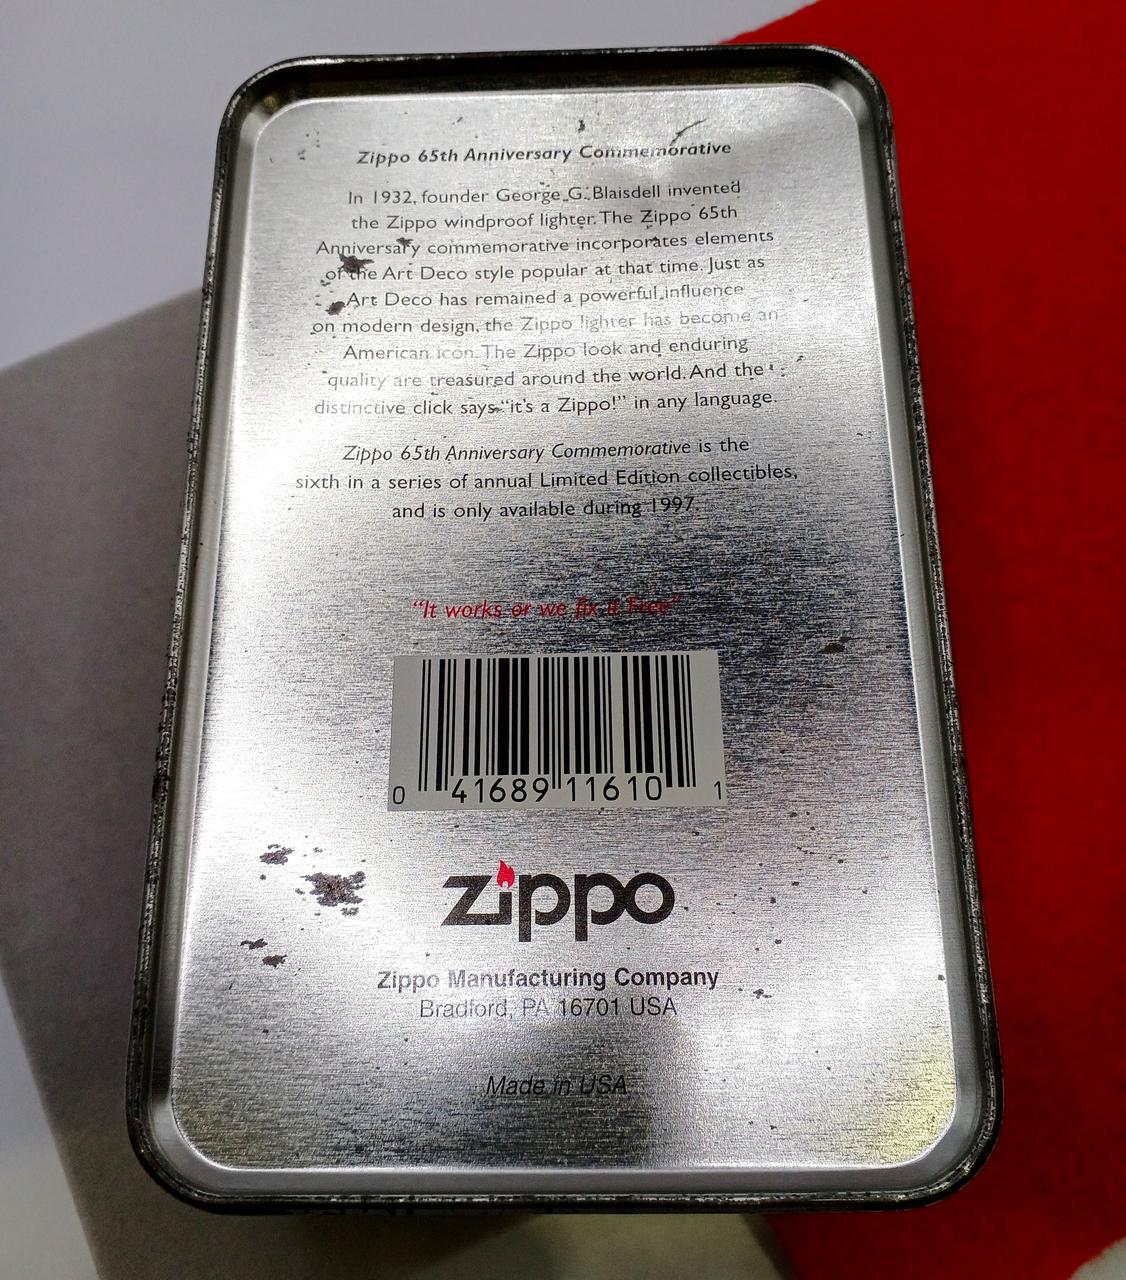 Zippo 65th Anniversary Commemorative
In 1932, founder George G. Blaisdell invented
the Zippo windproof lighter. The Zippo 65th
Anniversary commemorative incorporates elements
of the Art Deco style popular at that time. Just as
Art Deco has remained a powerful influence
on modern design, the Zippo lighter has become an
American icon. The Zippo look and enduring
quality are treasured around the world. And the
distinctive click says "it's a Zippo!" in any language.
Zippo 65th Anniversary Commemorative is the
sixth in a series of annual Limited Edition collectibles,
and is only available during 1997.
"It works or we fix it Free"
0 41689 11610 1
zippo
Zippo Manufacturing Company
Bradford, PA 16701 USA
Made in USA